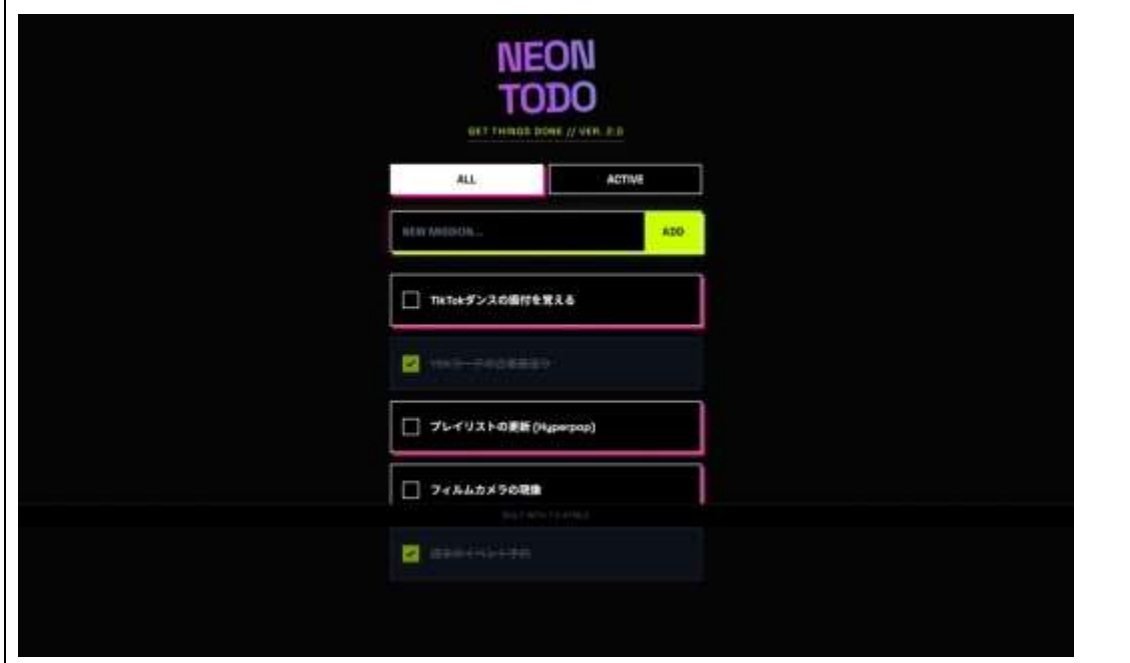 NEON
TODO
GET THINGS DONE // VER. 2.0
ALL
ACTIVE
NEW MISSION...
ADD
TikTokダンスの振付を覚える
プレイリストの更新 (Hyperpop)
フィルムカメラの現像